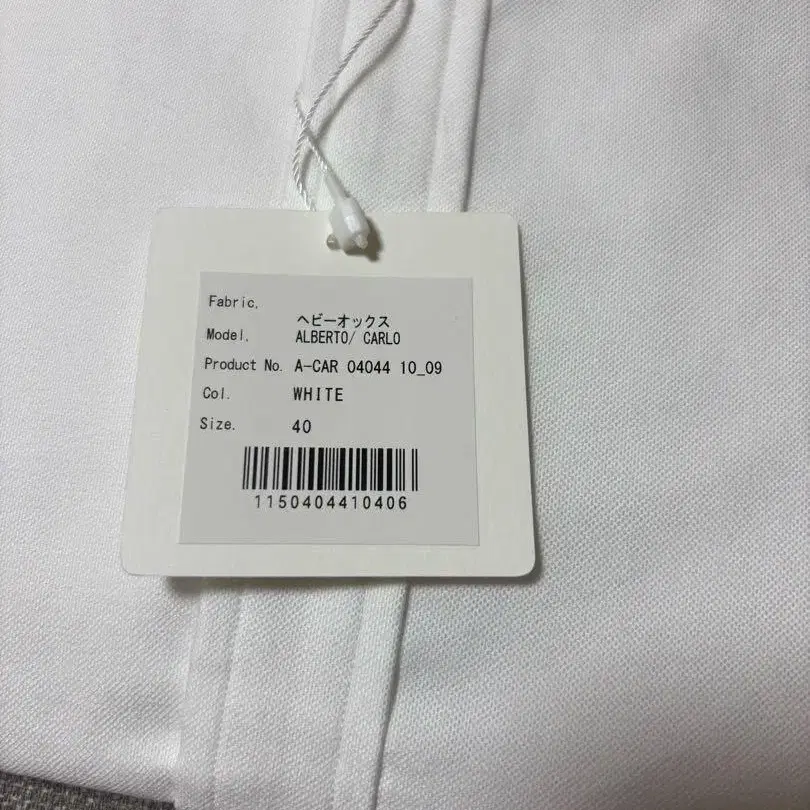 Fabric.
ヘビーオックス
Model. ALBERTO/ CARLO
Product No. A-CAR 04044 10_09
Col. WHITE
Size. 40
1150404410406